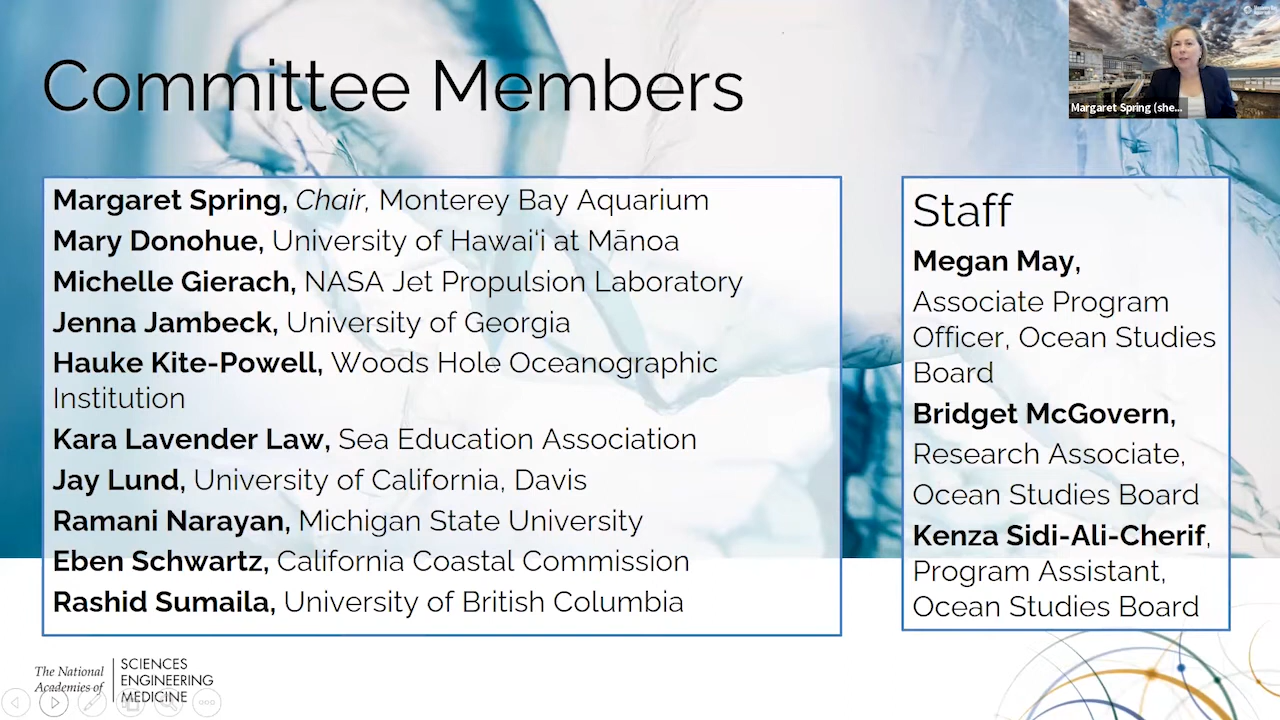 Committee Members
Margaret Spring (she...
Margaret Spring, Chair, Monterey Bay Aquarium
Mary Donohue, University of Hawaiʻi at Mānoa
Michelle Gierach, NASA Jet Propulsion Laboratory
Jenna Jambeck, University of Georgia
Hauke Kite-Powell, Woods Hole Oceanographic
Institution
Kara Lavender Law, Sea Education Association
Jay Lund, University of California, Davis
Ramani Narayan, Michigan State University
Eben Schwartz, California Coastal Commission
Rashid Sumaila, University of British Columbia
Staff
Megan May,
Associate Program
Officer, Ocean Studies
Board
Bridget McGovern,
Research Associate,
Ocean Studies Board
Kenza Sidi-Ali-Cherif,
Program Assistant,
Ocean Studies Board
The National
Academies of
SCIENCES
ENGINEERING
MEDICINE